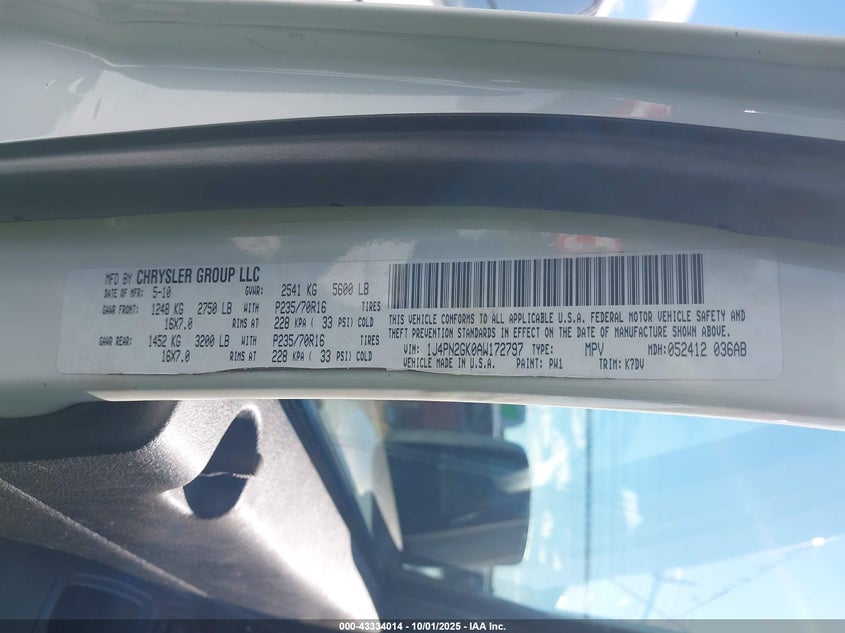 MFD BY CHRYSLER GROUP LLC
DATE OF MFR: 5-10 GVWR: 2541 KG 5600 LB
GAWR FRONT: 1248 KG 2750 LB WITH P235/70R16 TIRES
16X7.0 RIMS AT 228 KPA ( 33 PSI) COLD
GAWR REAR: 1452 KG 3200 LB WITH P235/70R16 TIRES
16X7.0 RIMS AT 228 KPA ( 33 PSI) COLD
THIS VEHICLE CONFORMS TO ALL APPLICABLE U.S.A. FEDERAL MOTOR VEHICLE SAFETY AND
THEFT PREVENTION STANDARDS IN EFFECT ON THE DATE OF MANUFACTURE SHOWN ABOVE.
VIN: 1J4PN2GK0AW172797 TYPE: MPV MDH: 052412 036AB
VEHICLE MADE IN U.S.A. PAINT: PW1 TRIM: K7DV
000-43334014 - 10/01/2025 - IAA Inc.